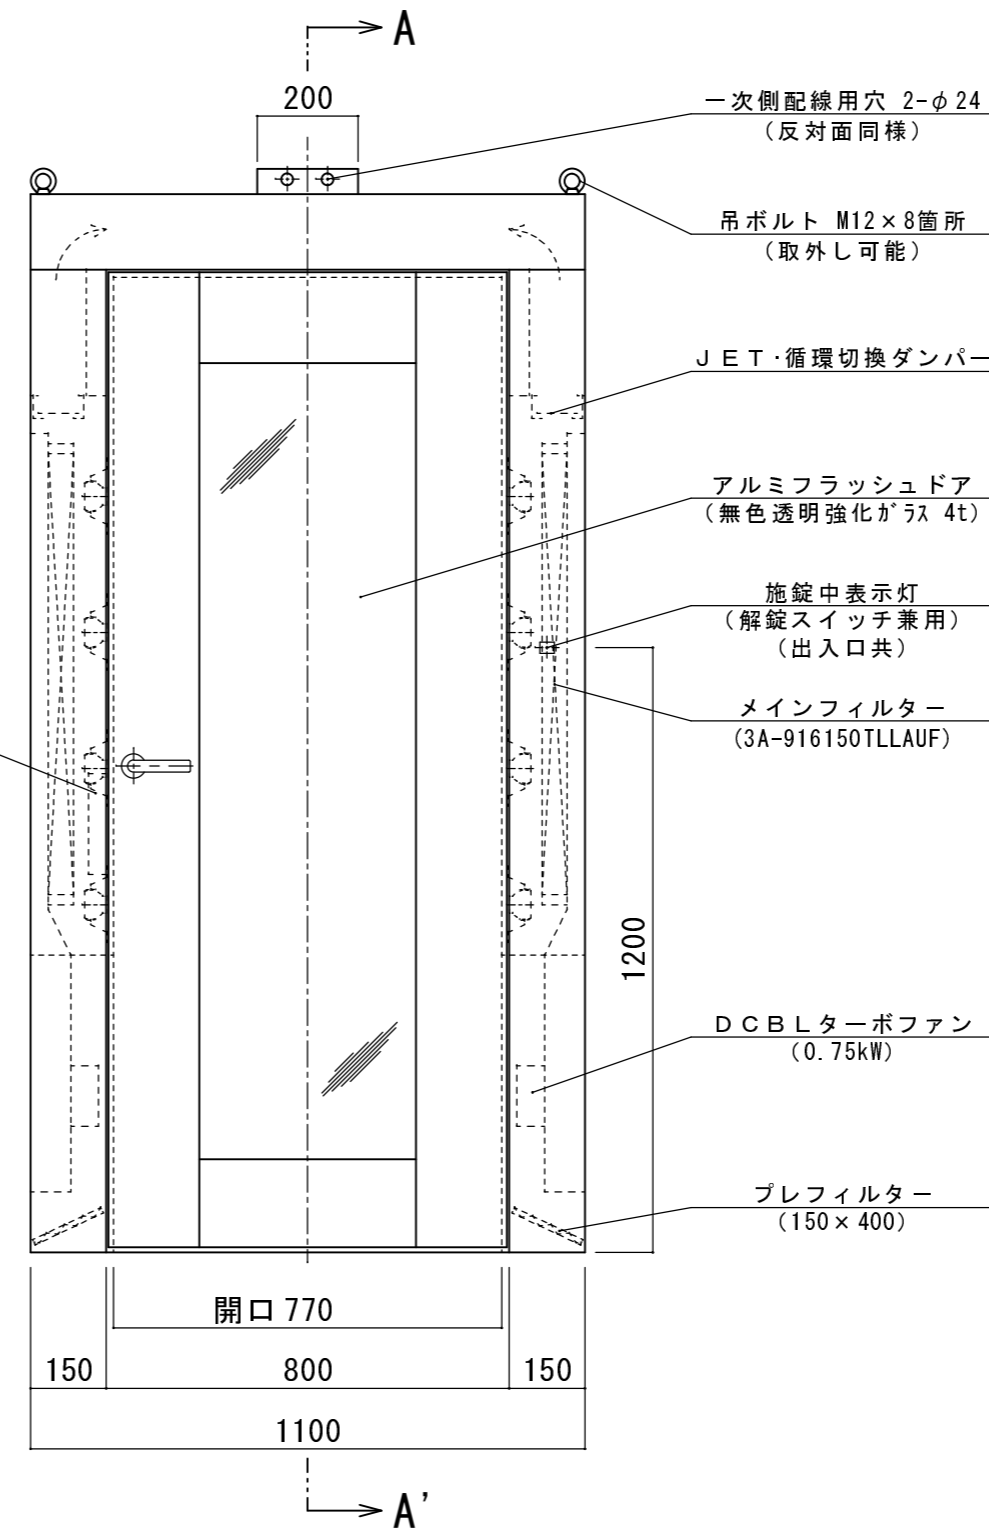 A
200
一次側配線用穴 2-φ24
（反対面同様）
吊ボルト M12×8箇所
（取外し可能）
ＪＥＴ・循環切換ダンパー
アルミフラッシュドア
（無色透明強化ｶﾞﾗｽ 4t）
施錠中表示灯
（解錠スイッチ兼用）
（出入口共）
メインフィルター
(3A-916150TLLAUF)
1200
ＤＣＢＬターボファン
（0.75kW）
プレフィルター
（150×400）
開口 770
150 800 150
1100
A'